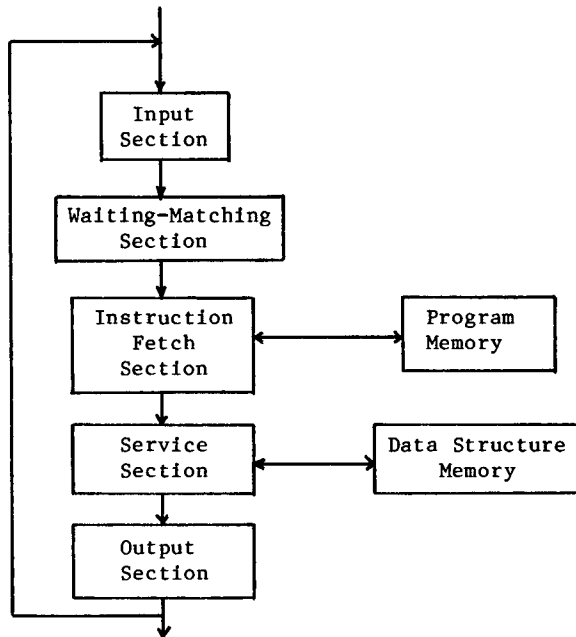 Input
Section
Waiting-Matching
Section
Instruction
Fetch
Section
Program
Memory
Service
Section
Data Structure
Memory
Output
Section